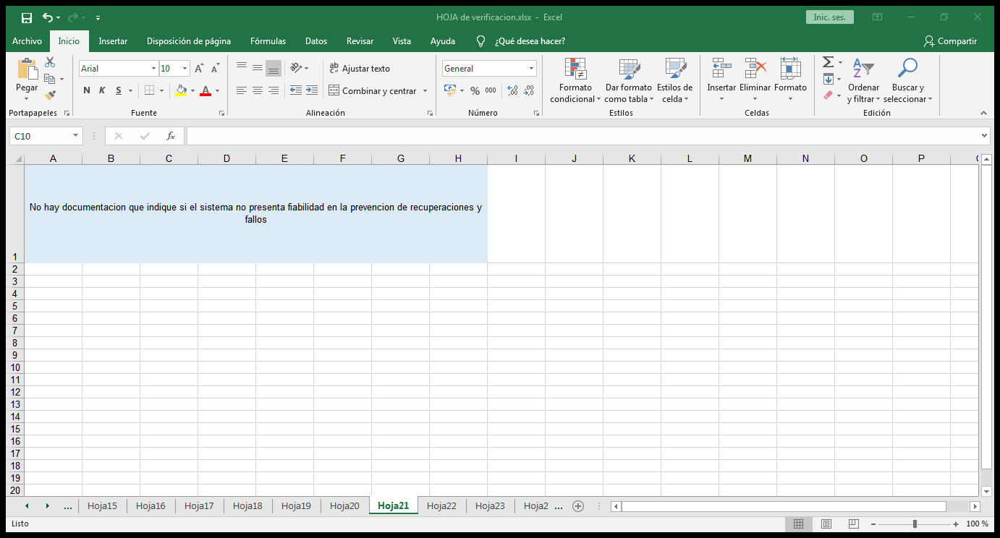 HOJA de verificacion.xlsx - Excel
Inic. ses.
Archivo Inicio Insertar Disposición de página Fórmulas Datos Revisar Vista Ayuda ¿Qué desea hacer? Compartir
Pegar
Portapapeles
Arial 10
N K S
Fuente
Ajustar texto
Combinar y centrar
Alineación
General
% 000
Número
Formato condicional
Dar formato como tabla
Estilos de celda
Estilos
Insertar Eliminar Formato
Celdas
Ordenar y filtrar
Buscar y seleccionar
Edición
C10 fx
A B C D E F G H I J K L M N O P
No hay documentacion que indique si el sistema no presenta fiabilidad en la prevencion de recuperaciones y
fallos
1
2
3
4
5
6
7
8
9
10
11
12
13
14
15
16
17
18
19
20
... Hoja15 Hoja16 Hoja17 Hoja18 Hoja19 Hoja20 Hoja21 Hoja22 Hoja23 Hoja2 ...
Listo 100 %